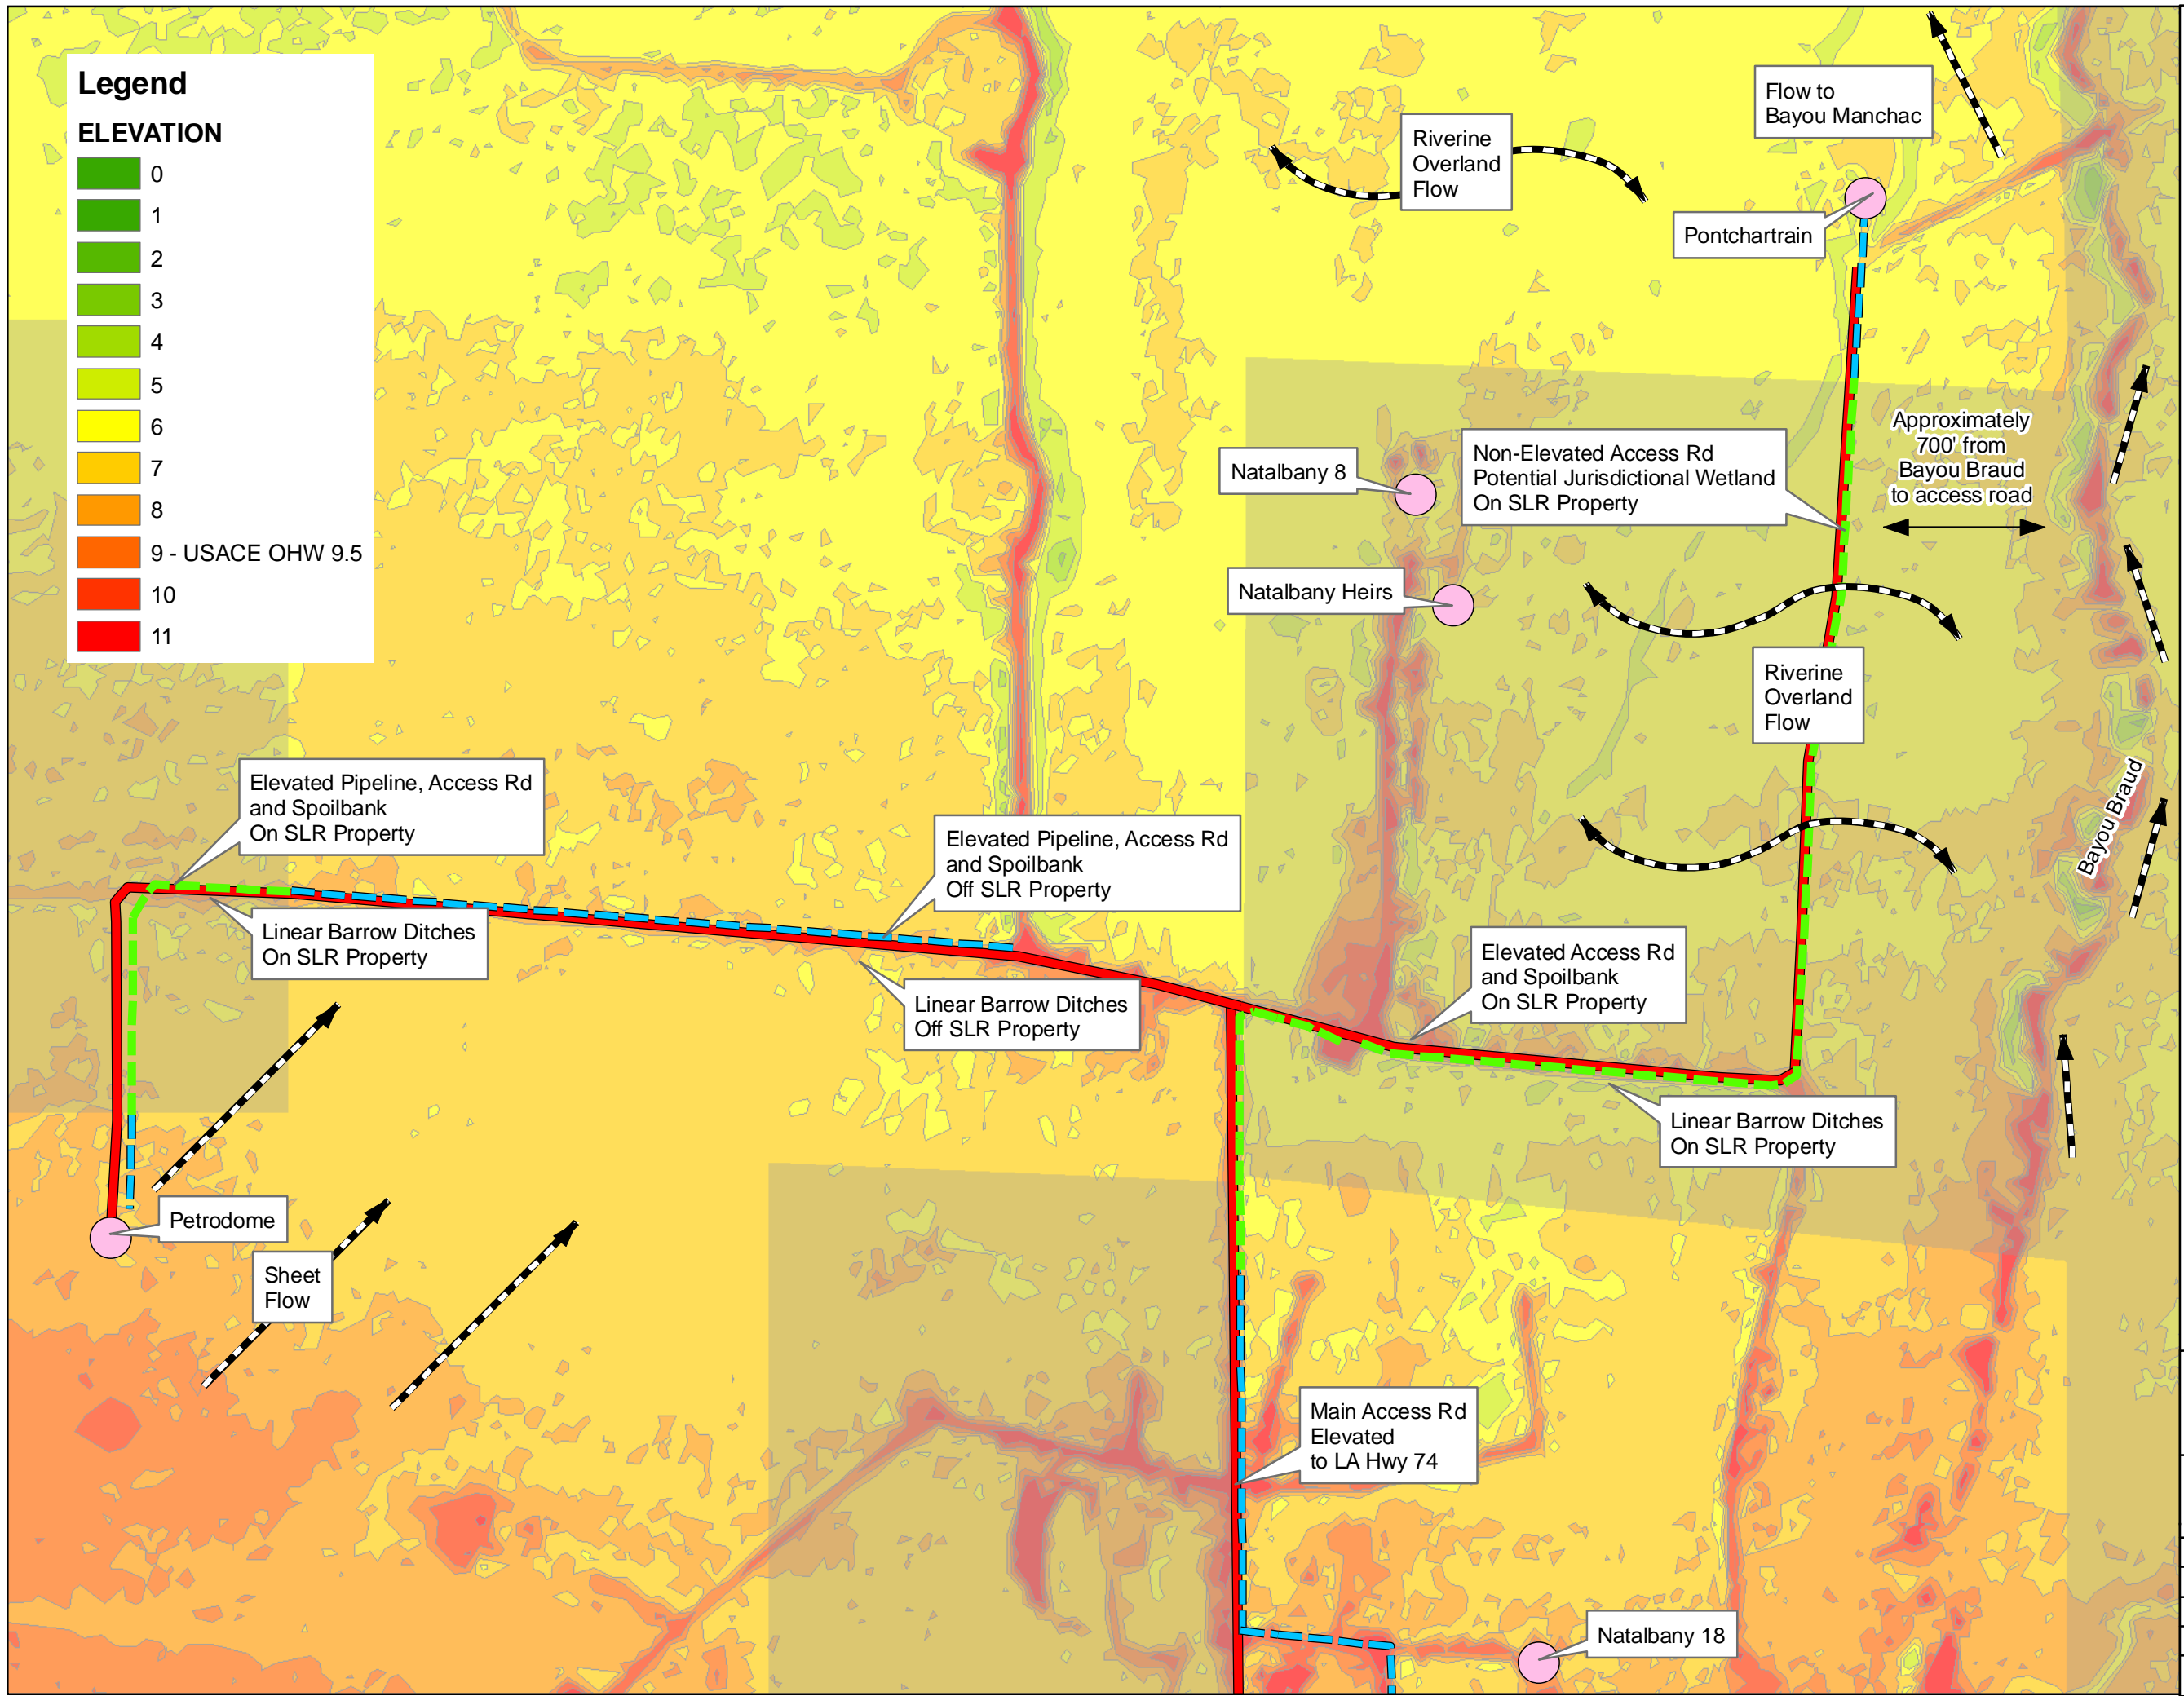 Legend
ELEVATION
0
1
2
3
4
5
6
7
8
9 - USACE OHW 9.5
10
11
Riverine
Overland
Flow
Flow to
Bayou Manchac
Pontchartrain
Approximately
700' from
Bayou Braud
to access road
Natalbany 8
Non-Elevated Access Rd
Potential Jurisdictional Wetland
On SLR Property
Natalbany Heirs
Riverine
Overland
Flow
Bayou Braud
Elevated Pipeline, Access Rd
and Spoilbank
On SLR Property
Elevated Pipeline, Access Rd
and Spoilbank
Off SLR Property
Linear Barrow Ditches
On SLR Property
Linear Barrow Ditches
Off SLR Property
Elevated Access Rd
and Spoilbank
On SLR Property
Linear Barrow Ditches
On SLR Property
Petrodome
Sheet
Flow
Main Access Rd
Elevated
to LA Hwy 74
Natalbany 18